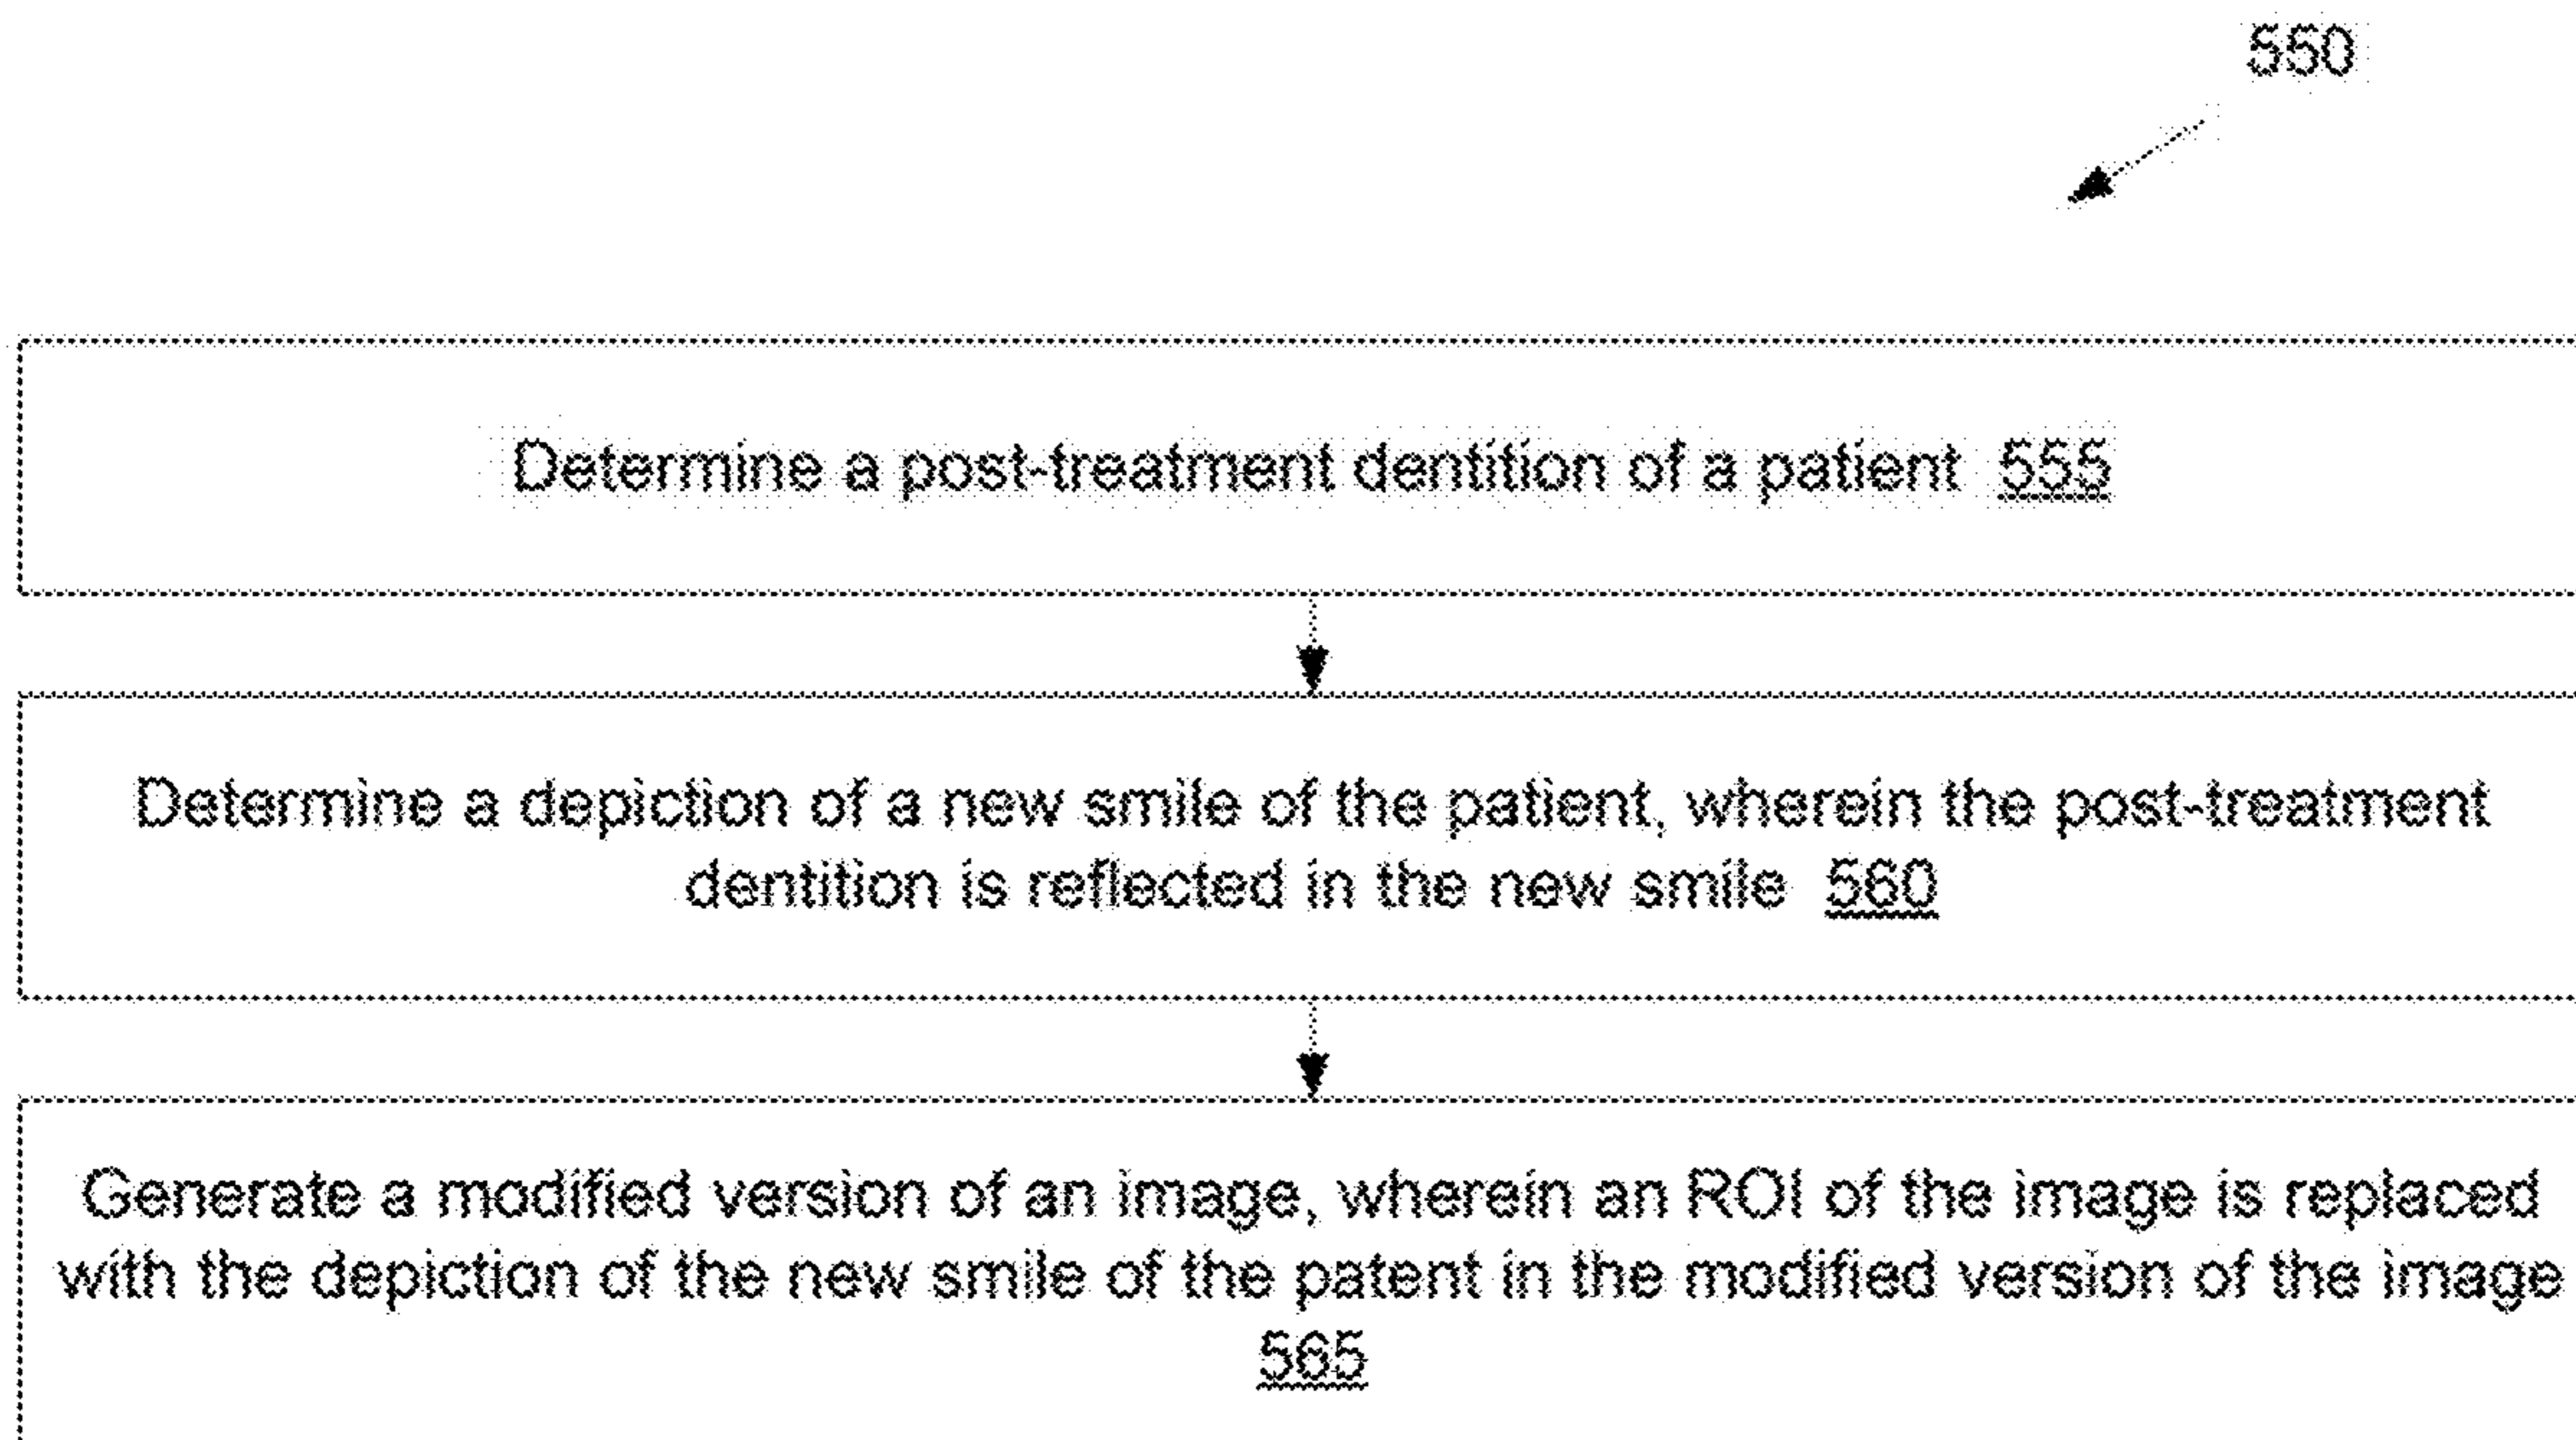 550
Determine a post-treatment dentition of a patient 555
Determine a depiction of a new smile of the patient, wherein the post-treatment
dentition is reflected in the new smile 560
Generate a modified version of an image, wherein an ROI of the image is replaced
with the depiction of the new smile of the patent in the modified version of the image
565